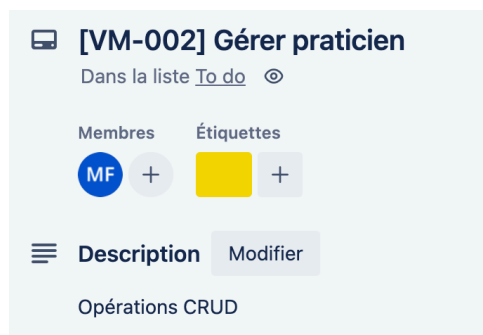 [VM-002] Gérer praticien
Dans la liste To do
Membres Étiquettes
MF + +
Description Modifier
Opérations CRUD